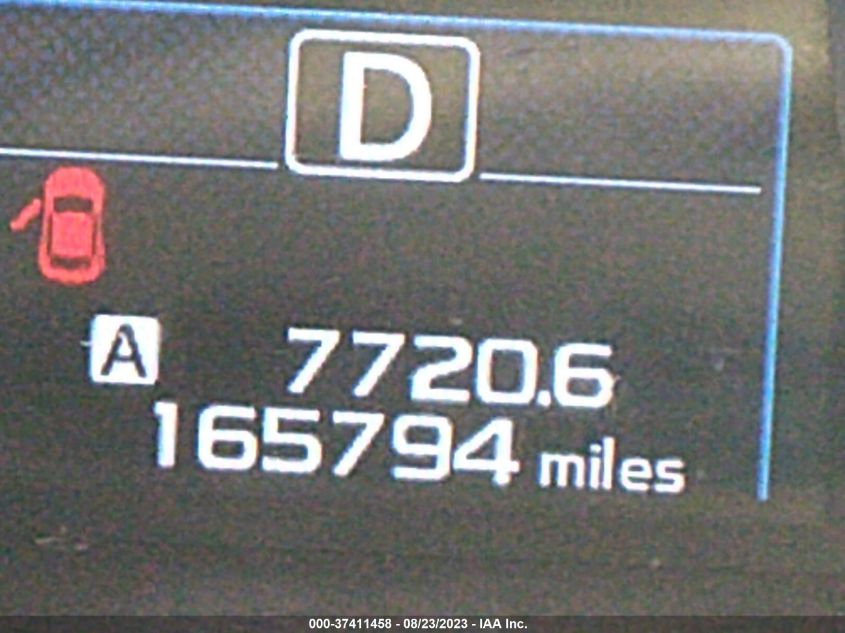 D
A 7720.6
165794 miles
000-37411458 - 08/23/2023 - IAA Inc.